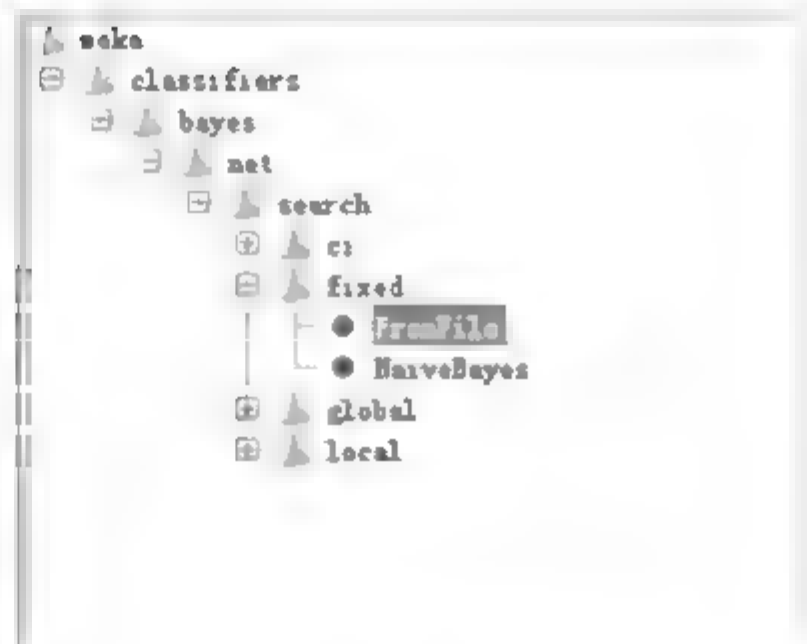 weka
classifiers
bayes
net
search
ci
fixed
FromFile
NaiveBayes
global
local